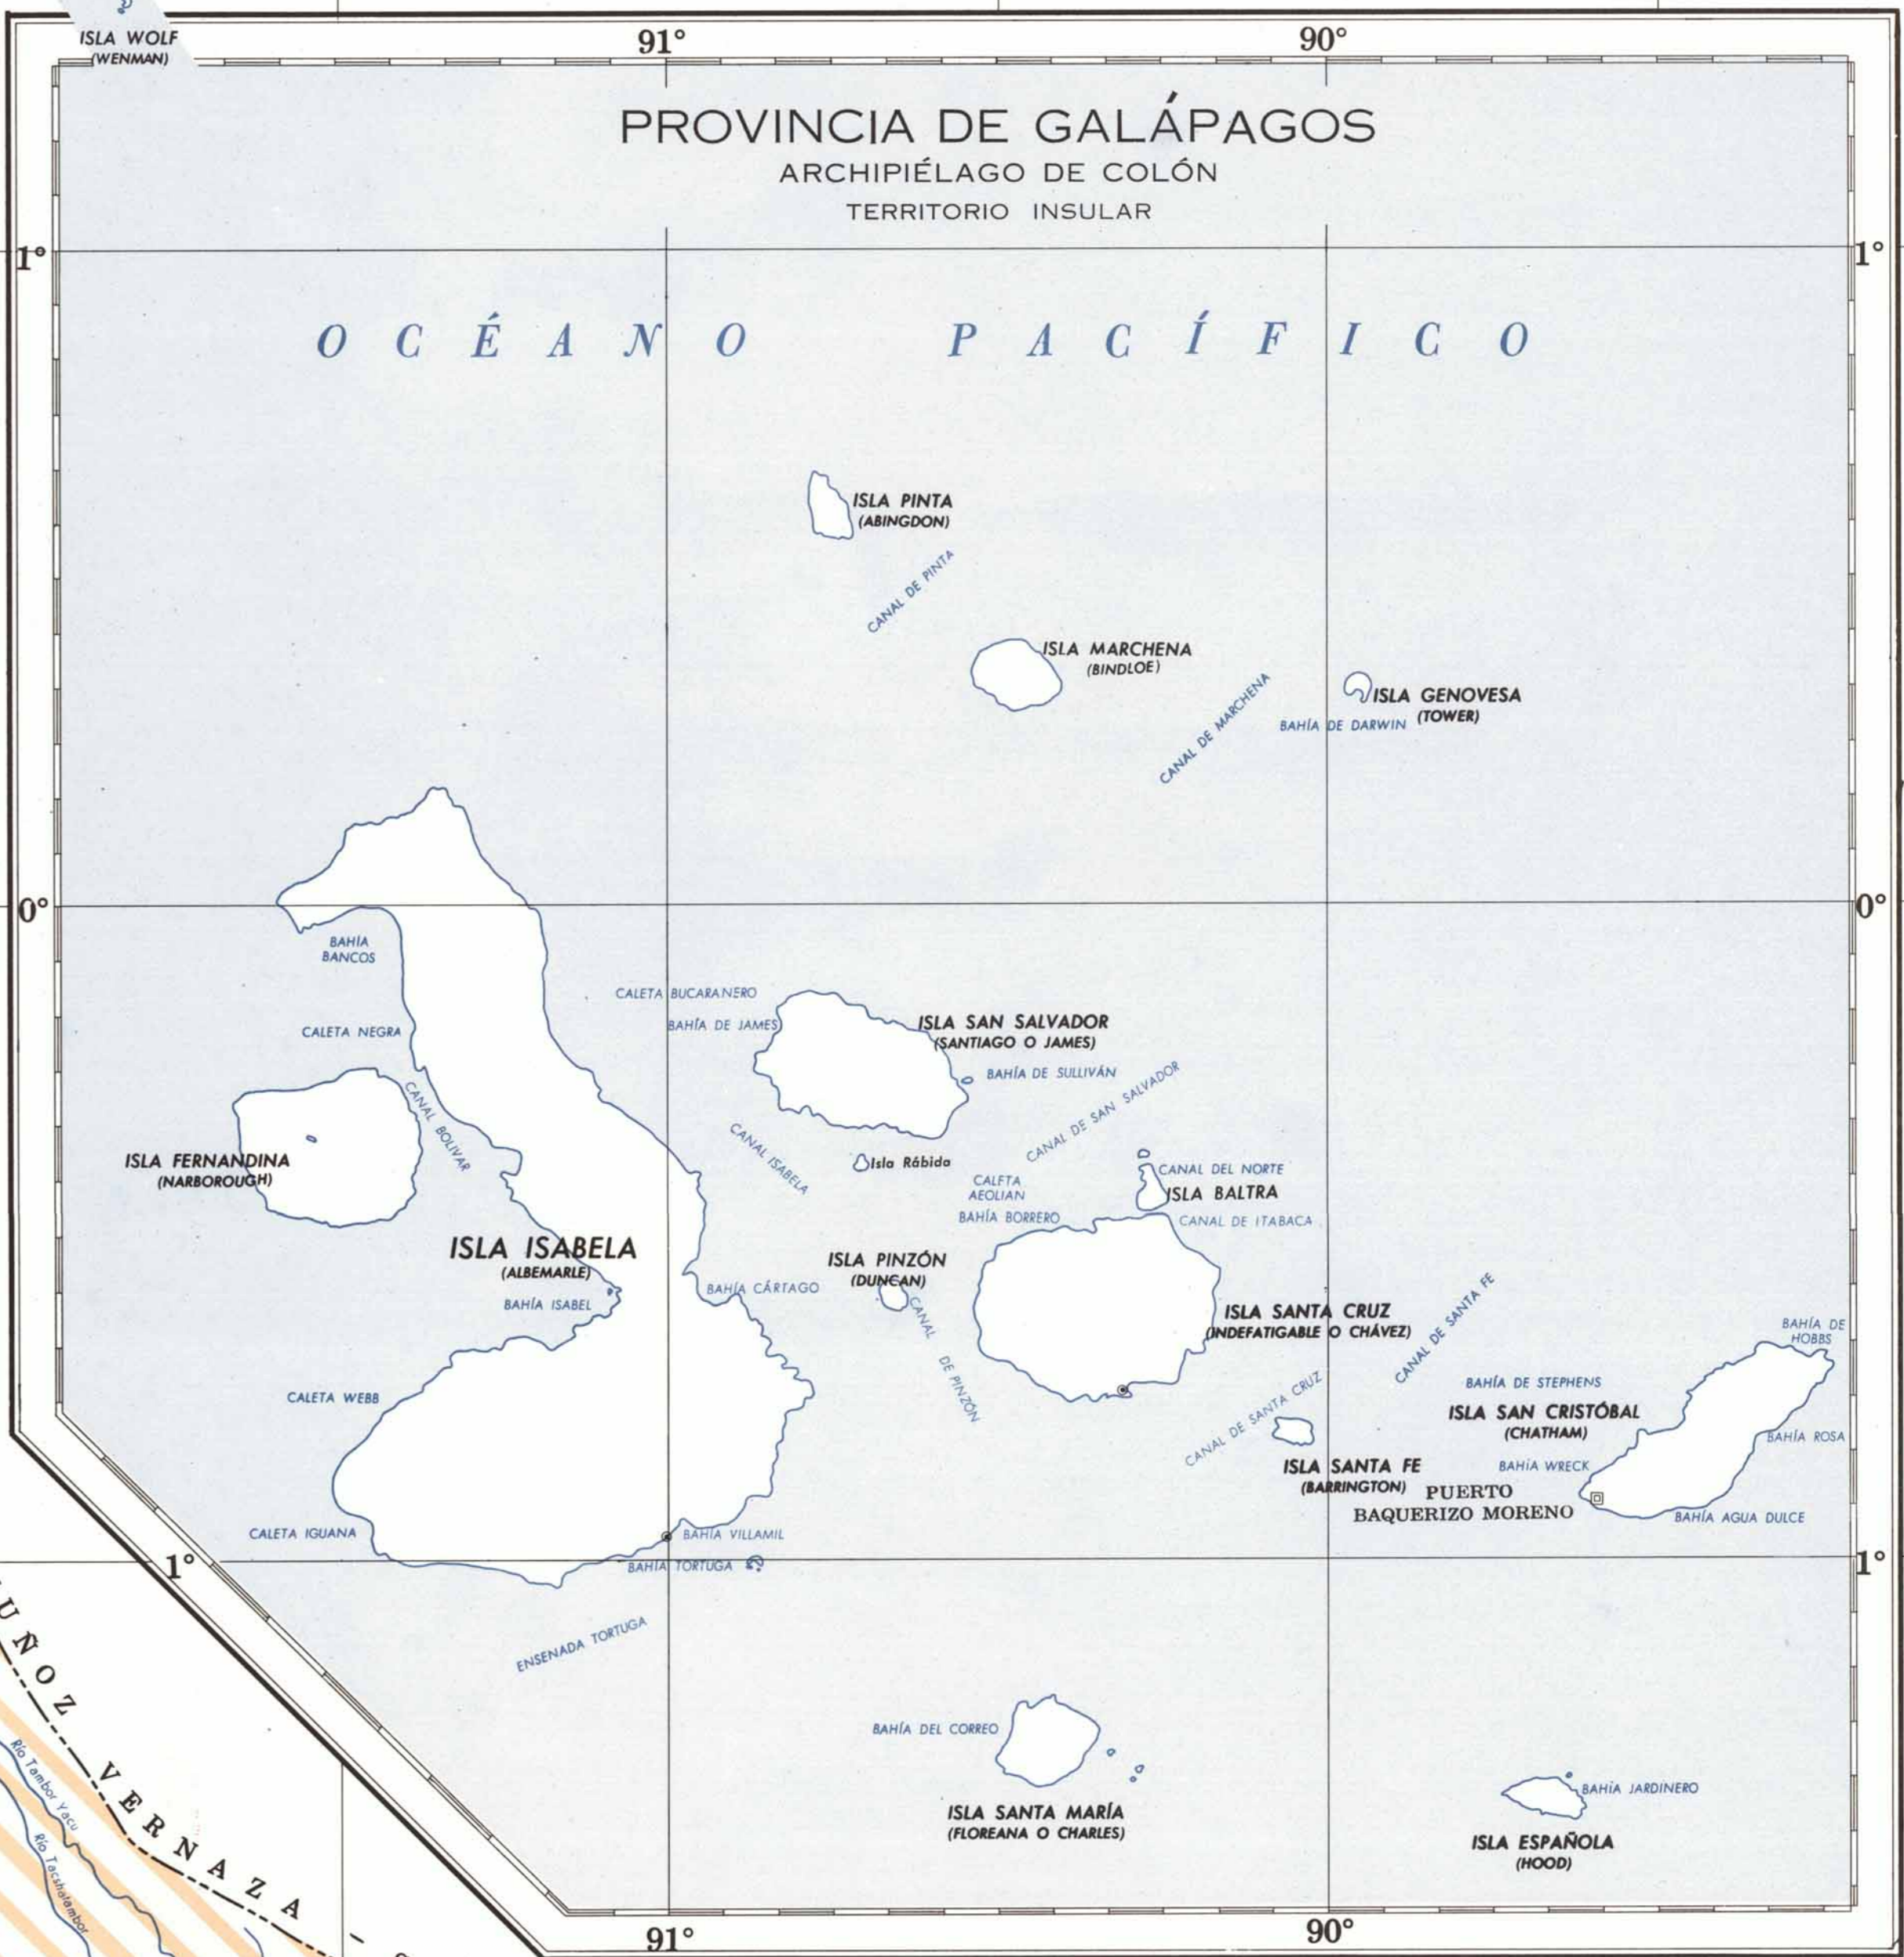 ISLA WOLF
(WENMAN)
91°
90°
PROVINCIA DE GALÁPAGOS
ARCHIPIÉLAGO DE COLÓN
TERRITORIO INSULAR
1°
1°
OCÉANO PACÍFICO
ISLA PINTA
(ABINGDON)
CANAL DE PINTA
ISLA MARCHENA
(BINDLOE)
CANAL DE MARCHENA
ISLA GENOVESA
(TOWER)
BAHÍA DE DARWIN
0°
0°
BAHÍA
BANCOS
CALETA NEGRA
CALETA BUCARANERO
BAHÍA DE JAMES
ISLA SAN SALVADOR
(SANTIAGO O JAMES)
BAHÍA DE SULLIVÁN
CANAL DE SAN SALVADOR
CANAL BOLIVAR
CANAL ISABELA
ISLA FERNANDINA
(NARBOROUGH)
Isla Rábida
CALETA
AEOLIAN
BAHÍA BORRERO
CANAL DEL NORTE
ISLA BALTRA
CANAL DE ITABACA
ISLA ISABELA
(ALBEMARLE)
BAHÍA ISABEL
BAHÍA CÁRTAGO
ISLA PINZÓN
(DUNCAN)
CANAL DE PINZÓN
ISLA SANTA CRUZ
(INDEFATIGABLE O CHÁVEZ)
CANAL DE SANTA FE
BAHÍA DE
HOBBS
CALETA WEBB
BAHÍA DE STEPHENS
CANAL DE SANTA CRUZ
ISLA SAN CRISTÓBAL
(CHATHAM)
BAHÍA ROSA
ISLA SANTA FE
(BARRINGTON)
BAHÍA WRECK
PUERTO
BAQUERIZO MORENO
BAHÍA AGUA DULCE
CALETA IGUANA
BAHÍA VILLAMIL
BAHÍA TORTUGA
1°
1°
ENSENADA TORTUGA
UÑOZ VERNAZA -
Río Tambor Yacu
Río Tacshalambor
BAHÍA DEL CORREO
ISLA SANTA MARÍA
(FLOREANA O CHARLES)
BAHÍA JARDINERO
ISLA ESPAÑOLA
(HOOD)
91°
90°